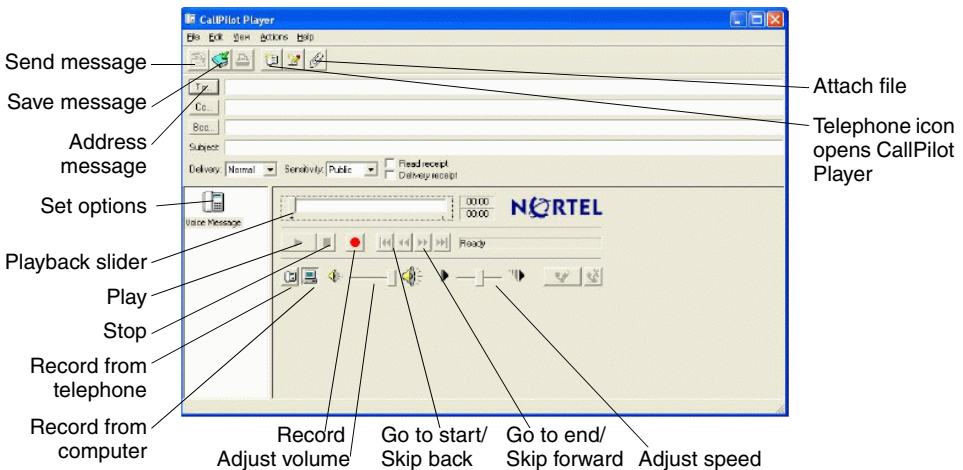 CallPilot Player
File Edit View Actions Help
Send message
Save message
Address
message
Set options
Playback slider
Play
Stop
Record from
telephone
Record from
computer
To...
Cc...
Bcc...
Subject:
Delivery: Normal Sensitivity: Public Read receipt
Delivery receipt
Voice Message
00:00
00:00
NORTEL
Ready
Attach file
Telephone icon
opens CallPilot
Player
Record
Adjust volume
Go to start/
Skip back
Go to end/
Skip forward
Adjust speed